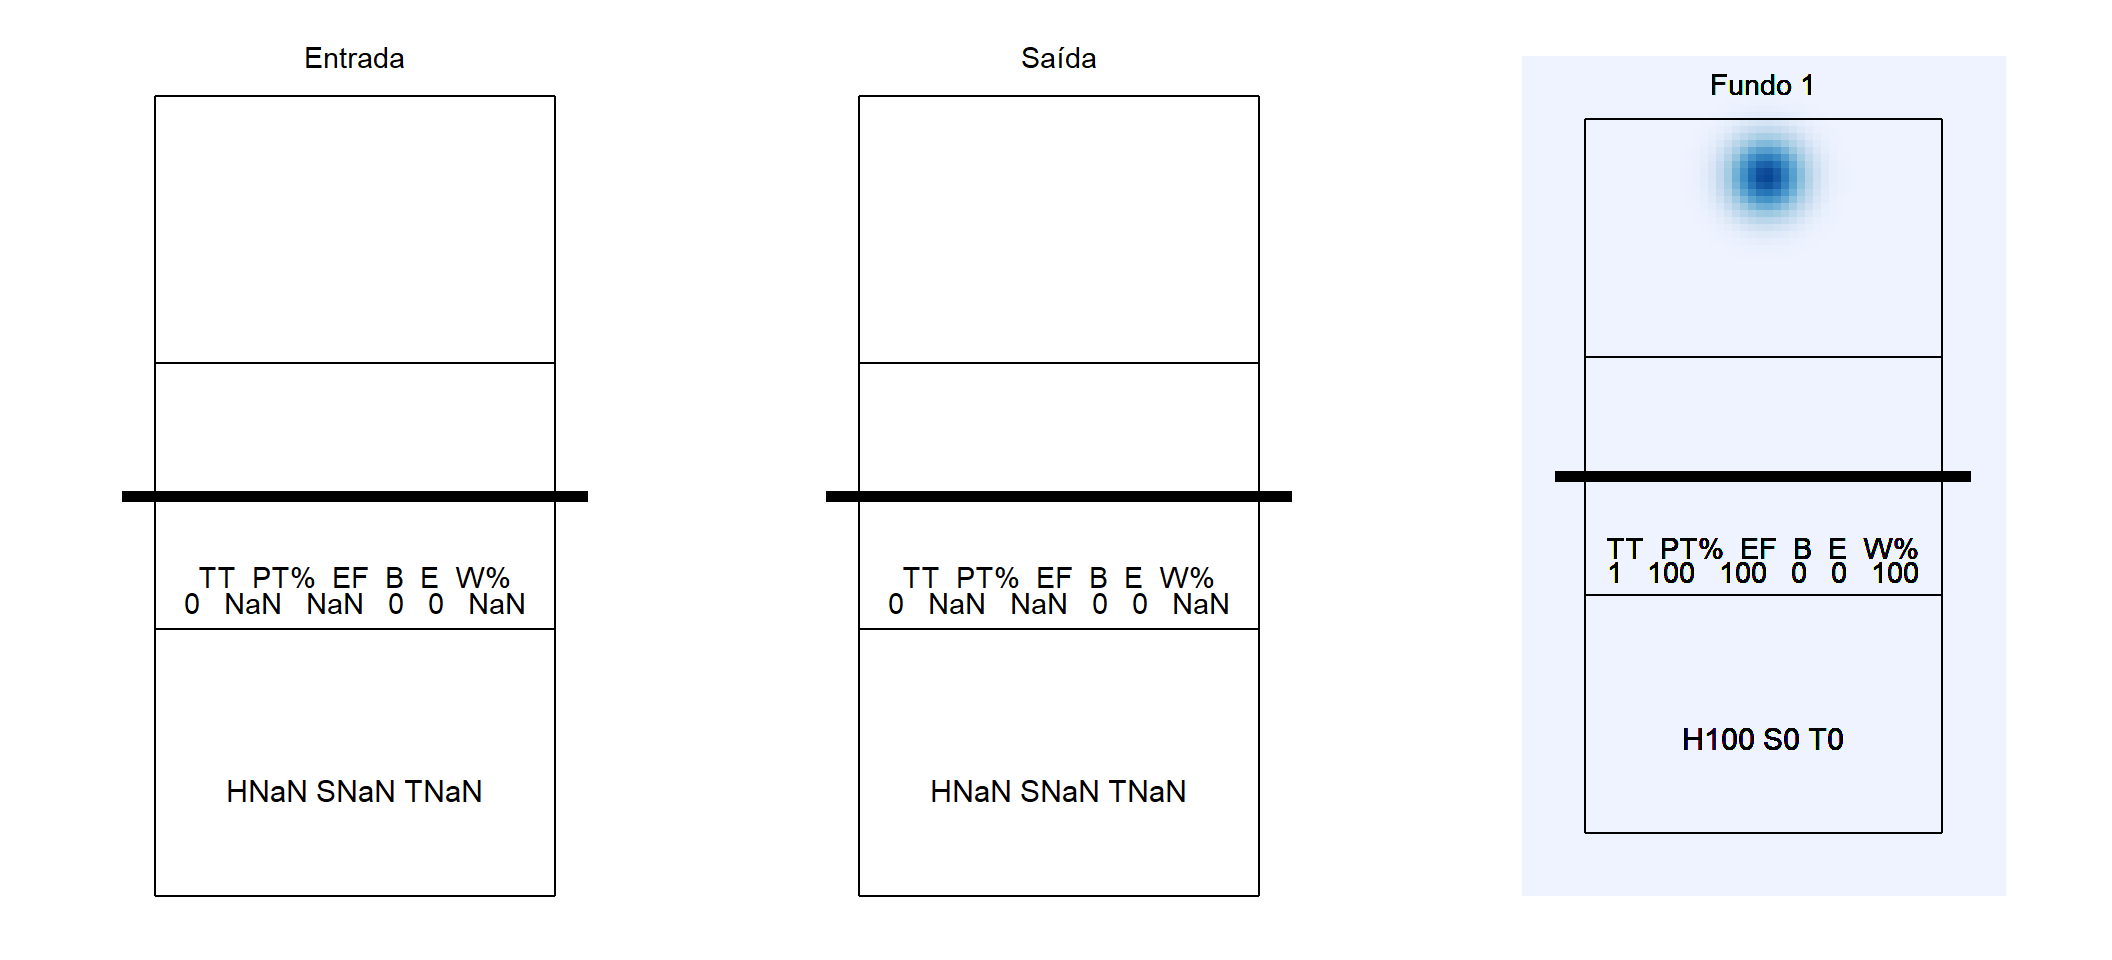 Entrada
TT PT% EF B E W%
0 NaN NaN 0 0 NaN
HNaN SNaN TNaN
Saída
TT PT% EF B E W%
0 NaN NaN 0 0 NaN
HNaN SNaN TNaN
Fundo 1
TT PT% EF B E W%
1 100 100 0 0 100
H100 S0 T0